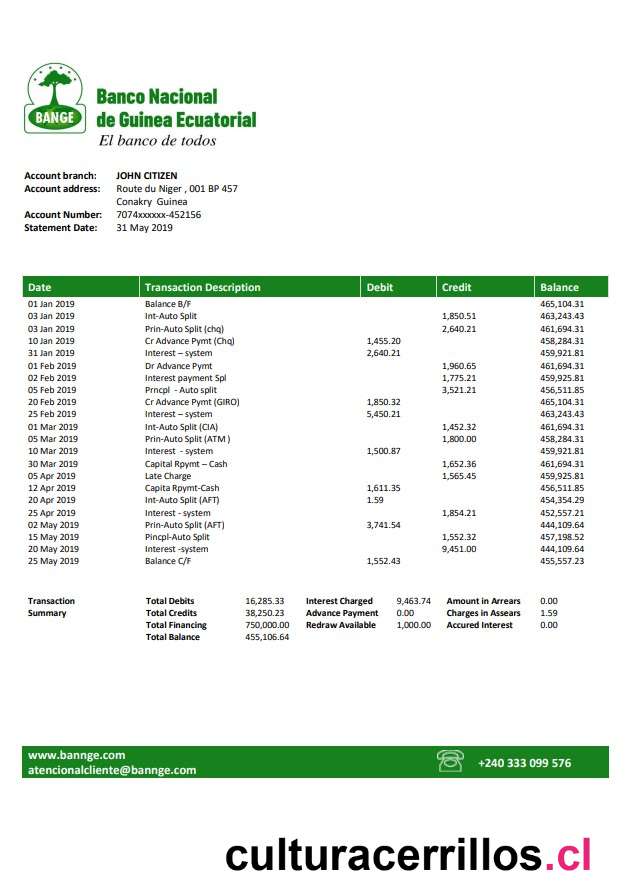 BANGE
Banco Nacional
de Guinea Ecuatorial
El banco de todos
Account branch: JOHN CITIZEN
Account address: Route du Niger , 001 BP 457
Conakry Guinea
Account Number: 7074xxxxxx-452156
Statement Date: 31 May 2019
Date Transaction Description Debit Credit Balance
01 Jan 2019 Balance B/F 465,104.31
03 Jan 2019 Int-Auto Split 1,850.51 463,243.43
03 Jan 2019 Prin-Auto Split (chq) 2,640.21 461,694.31
10 Jan 2019 Cr Advance Pymt (Chq) 1,455.20 458,284.31
31 Jan 2019 Interest – system 2,640.21 459,921.81
01 Feb 2019 Dr Advance Pymt 1,960.65 461,694.31
02 Feb 2019 Interest payment Spl 1,775.21 459,925.81
05 Feb 2019 Prncpl - Auto split 3,521.21 456,511.85
20 Feb 2019 Cr Advance Pymt (GIRO) 1,850.32 465,104.31
25 Feb 2019 Interest – system 5,450.21 463,243.43
01 Mar 2019 Int-Auto Split (CIA) 1,452.32 461,694.31
05 Mar 2019 Prin-Auto Split (ATM ) 1,800.00 458,284.31
10 Mar 2019 Interest - system 1,500.87 459,921.81
30 Mar 2019 Capital Rpymt – Cash 1,652.36 461,694.31
05 Apr 2019 Late Charge 1,565.45 459,925.81
12 Apr 2019 Capita Rpymt-Cash 1,611.35 456,511.85
20 Apr 2019 Int-Auto Split (AFT) 1.59 454,354.29
25 Apr 2019 Interest - system 1,854.21 452,557.21
02 May 2019 Prin-Auto Split (AFT) 3,741.54 444,109.64
15 May 2019 Pincpl-Auto Split 1,552.32 457,198.52
20 May 2019 Interest -system 9,451.00 444,109.64
25 May 2019 Balance C/F 1,552.43 455,557.23
Transaction Total Debits 16,285.33 Interest Charged 9,463.74 Amount in Arrears 0.00
Summary Total Credits 38,250.23 Advance Payment 0.00 Charges in Assears 1.59
Total Financing 750,000.00 Redraw Available 1,000.00 Accured Interest 0.00
Total Balance 455,106.64
www.bannge.com
atencionalcliente@bannge.com
+240 333 099 576
culturacerrillos.cl